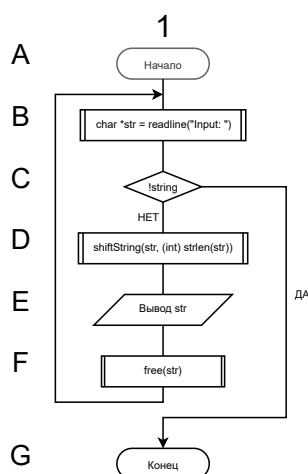 1
A
Начало
B
char *str = readline("Input: ")
C
!string
НЕТ
D
shiftString(str, (int) strlen(str))
E
Вывод str
ДА
F
free(str)
G
Конец